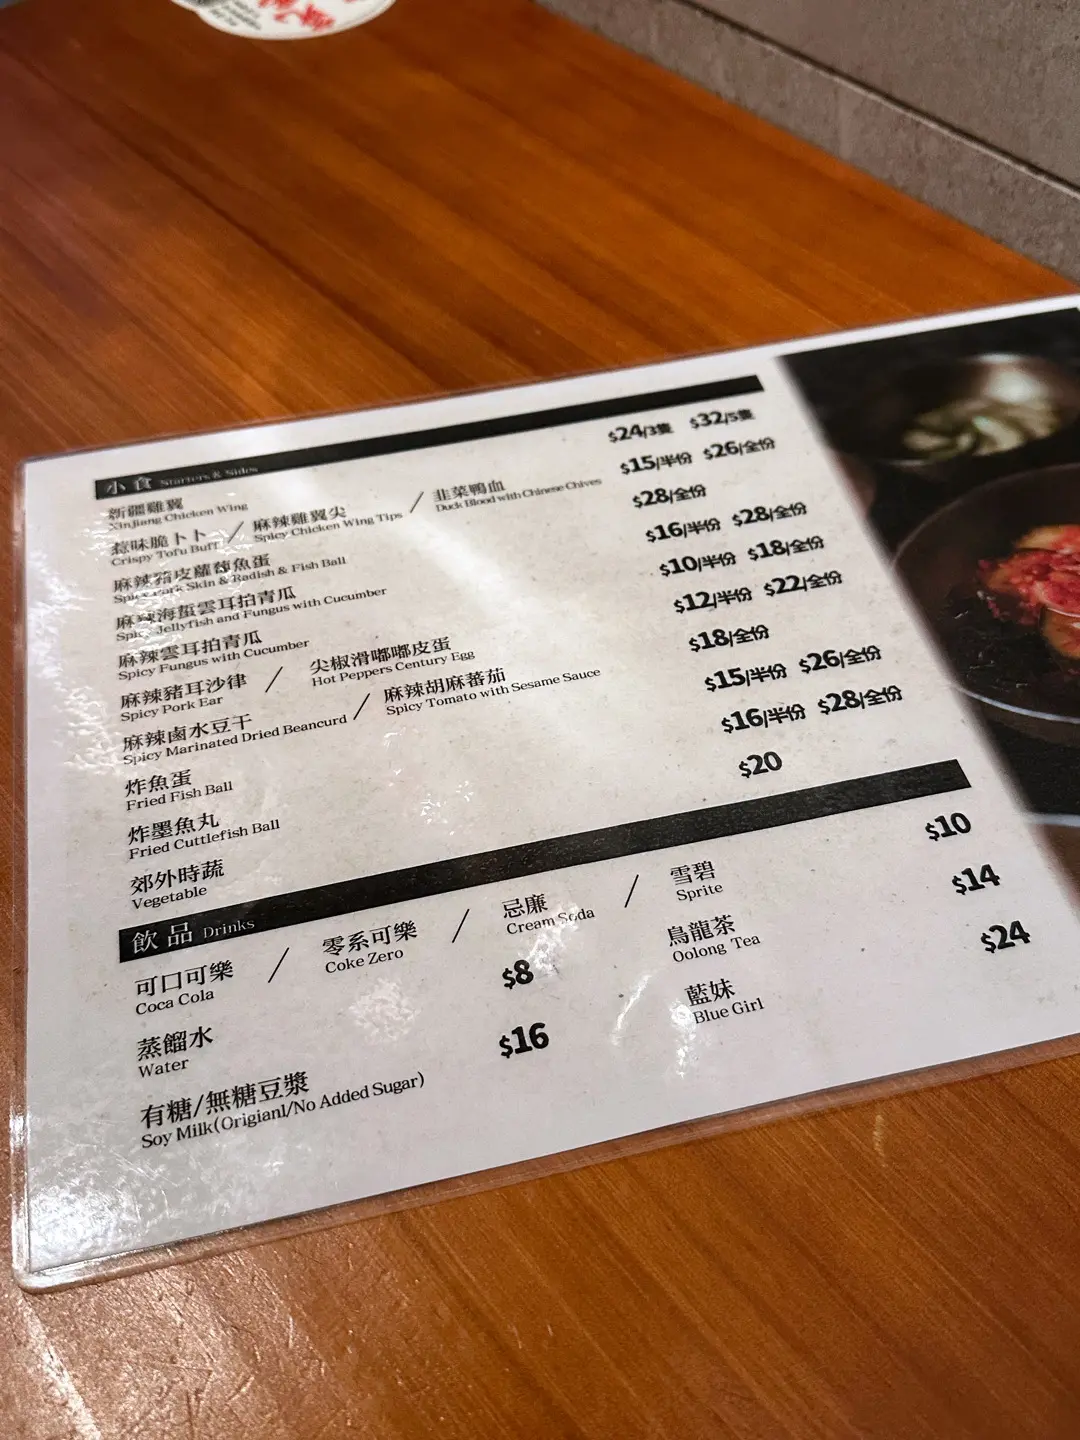 小食 Starters & Sides
新疆雞翼 $24/3隻 $32/5隻
Xinjiang Chicken Wing
惹味脆卜卜 / 麻辣雞翼尖 / 韭菜鴨血 $15/半份 $26/全份
Crispy Tofu Buff Spicy Chicken Wing Tips Duck Blood with Chinese Chives
麻辣豬皮蘿蔔魚蛋 $28/全份
Spicy Pork Skin & Radish & Fish Ball
麻辣海蜇雲耳拍青瓜 $16/半份 $28/全份
Spicy Jellyfish and Fungus with Cucumber
麻辣雲耳拍青瓜 $10/半份 $18/全份
Spicy Fungus with Cucumber
麻辣豬耳沙律 / 尖椒滑嘟嘟皮蛋 $12/半份 $22/全份
Spicy Pork Ear Hot Peppers Century Egg
麻辣鹵水豆干 / 麻辣胡麻蕃茄 $18/全份
Spicy Marinated Dried Beancurd Spicy Tomato with Sesame Sauce
炸魚蛋 $15/半份 $26/全份
Fried Fish Ball
炸墨魚丸 $16/半份 $28/全份
Fried Cuttlefish Ball
郊外時蔬 $20
Vegetable
飲品 Drinks
可口可樂 / 零系可樂 / 忌廉 / 雪碧 $10
Coca Cola Coke Zero Cream Soda Sprite
蒸餾水 $8 烏龍茶 $14
Water Oolong Tea
有糖/無糖豆漿 $16 藍妹 $24
Soy Milk(Origianl/No Added Sugar) Blue Girl